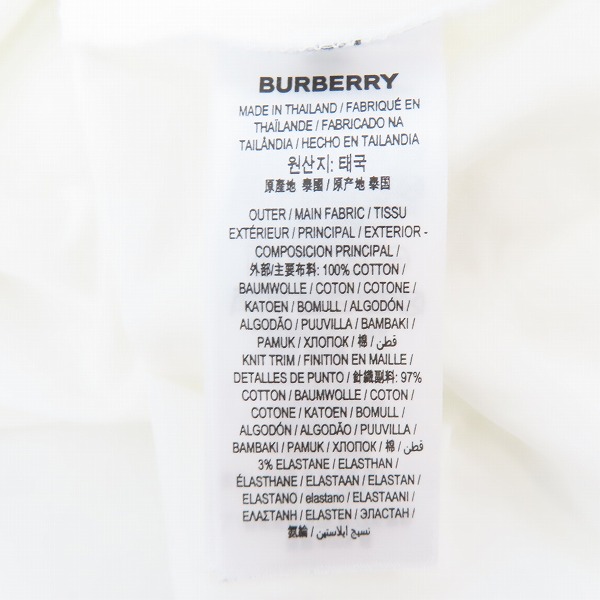 BURBERRY
MADE IN THAILAND / FABRIQUÉ EN
THAÏLANDE / FABRICADO NA
TAILÂNDIA / HECHO EN TAILANDIA
원산지: 태국
原產地 泰國 / 原产地 泰国
OUTER / MAIN FABRIC / TISSU
EXTÉRIEUR / PRINCIPAL / EXTERIOR -
COMPOSICION PRINCIPAL /
外部/主要布料: 100% COTTON /
BAUMWOLLE / COTON / COTONE /
KATOEN / BOMULL / ALGODÓN /
ALGODÃO / PUUVILLA / BAMBAKI /
PAMUK / ХЛОПОК / 棉 / قطن /
KNIT TRIM / FINITION EN MAILLE /
DETALLES DE PUNTO / 針織副料: 97%
COTTON / BAUMWOLLE / COTON /
COTONE / KATOEN / BOMULL /
ALGODÓN / ALGODÃO / PUUVILLA /
BAMBAKI / PAMUK / ХЛОПОК / 棉 / قطن /
3% ELASTANE / ELASTHAN /
ÉLASTHANE / ELASTAAN / ELASTAN /
ELASTANO / elastano / ELASTAANI /
ΕΛΑΣΤΑΝΗ / ELASTEN / ЭЛАСТАН /
氨綸 / نسيج ايلاستهين /